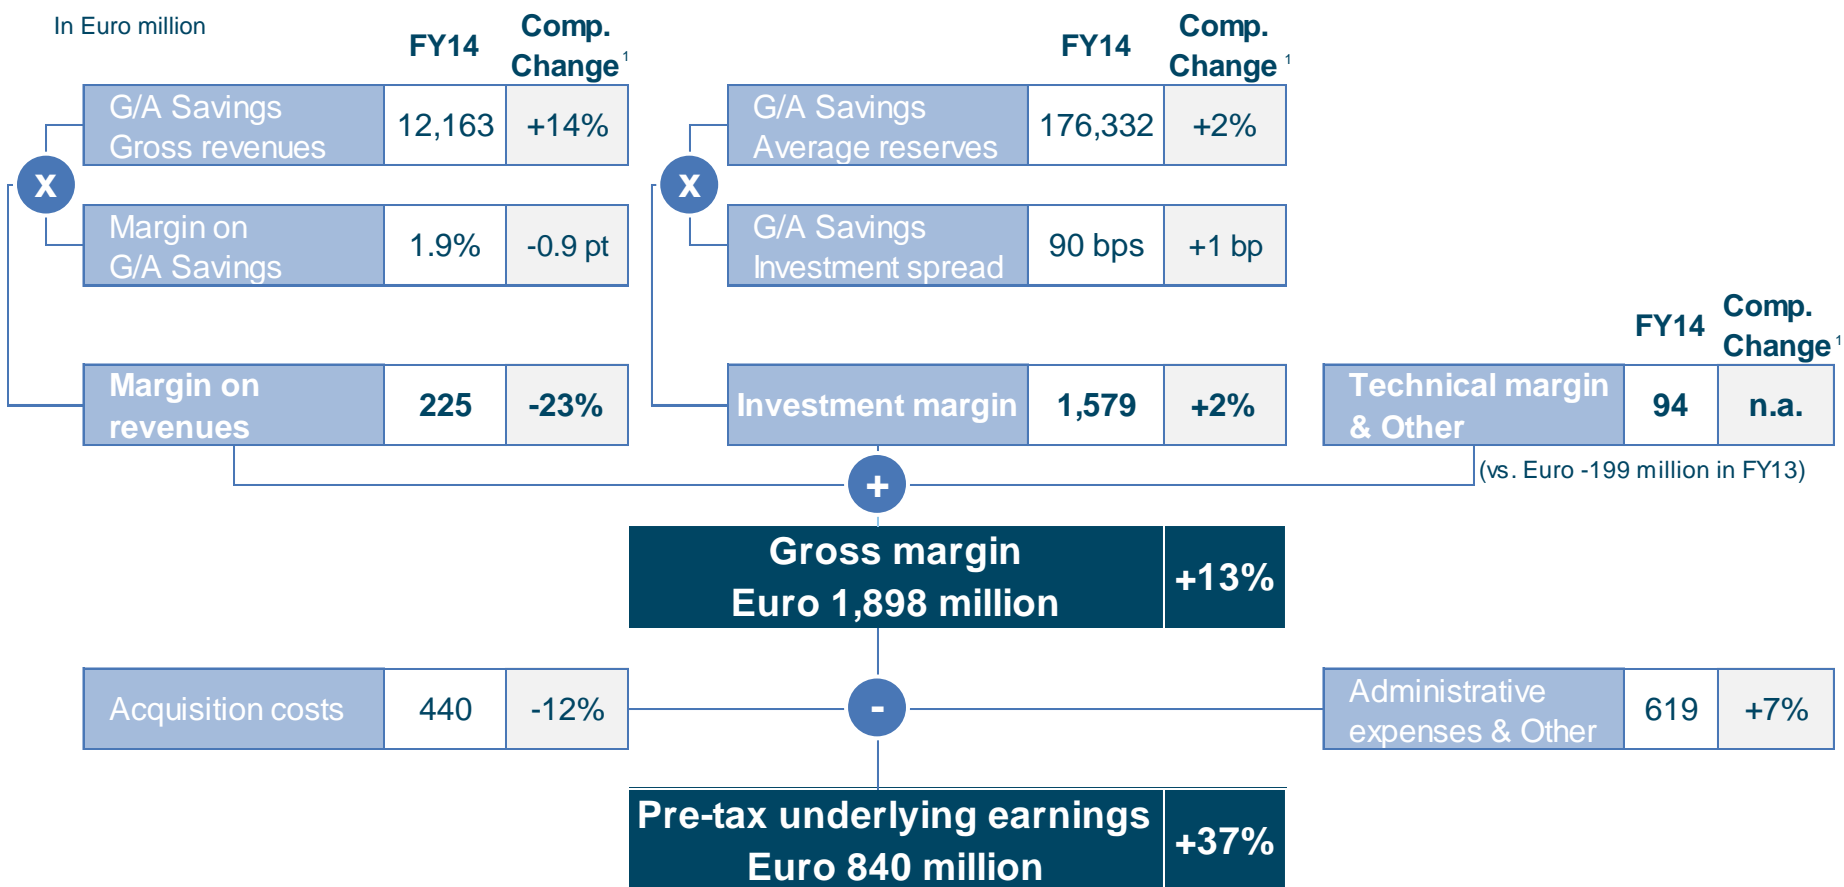 In Euro million
FY14
Comp.
Change 1
FY14
Comp.
Change 1
G/A Savings
Gross revenues
12,163
+14%
G/A Savings
Average reserves
176,332
+2%
x
x
Margin on
G/A Savings
1.9%
-0.9 pt
G/A Savings
Investment spread
90 bps
+1 bp
FY14
Comp.
Change 1
Margin on
revenues
225
-23%
Investment margin
1,579
+2%
Technical margin
& Other
94
n.a.
(vs. Euro -199 million in FY13)
+
Gross margin
Euro 1,898 million
+13%
Acquisition costs
440
-12%
-
Administrative
expenses & Other
619
+7%
Pre-tax underlying earnings
Euro 840 million
+37%